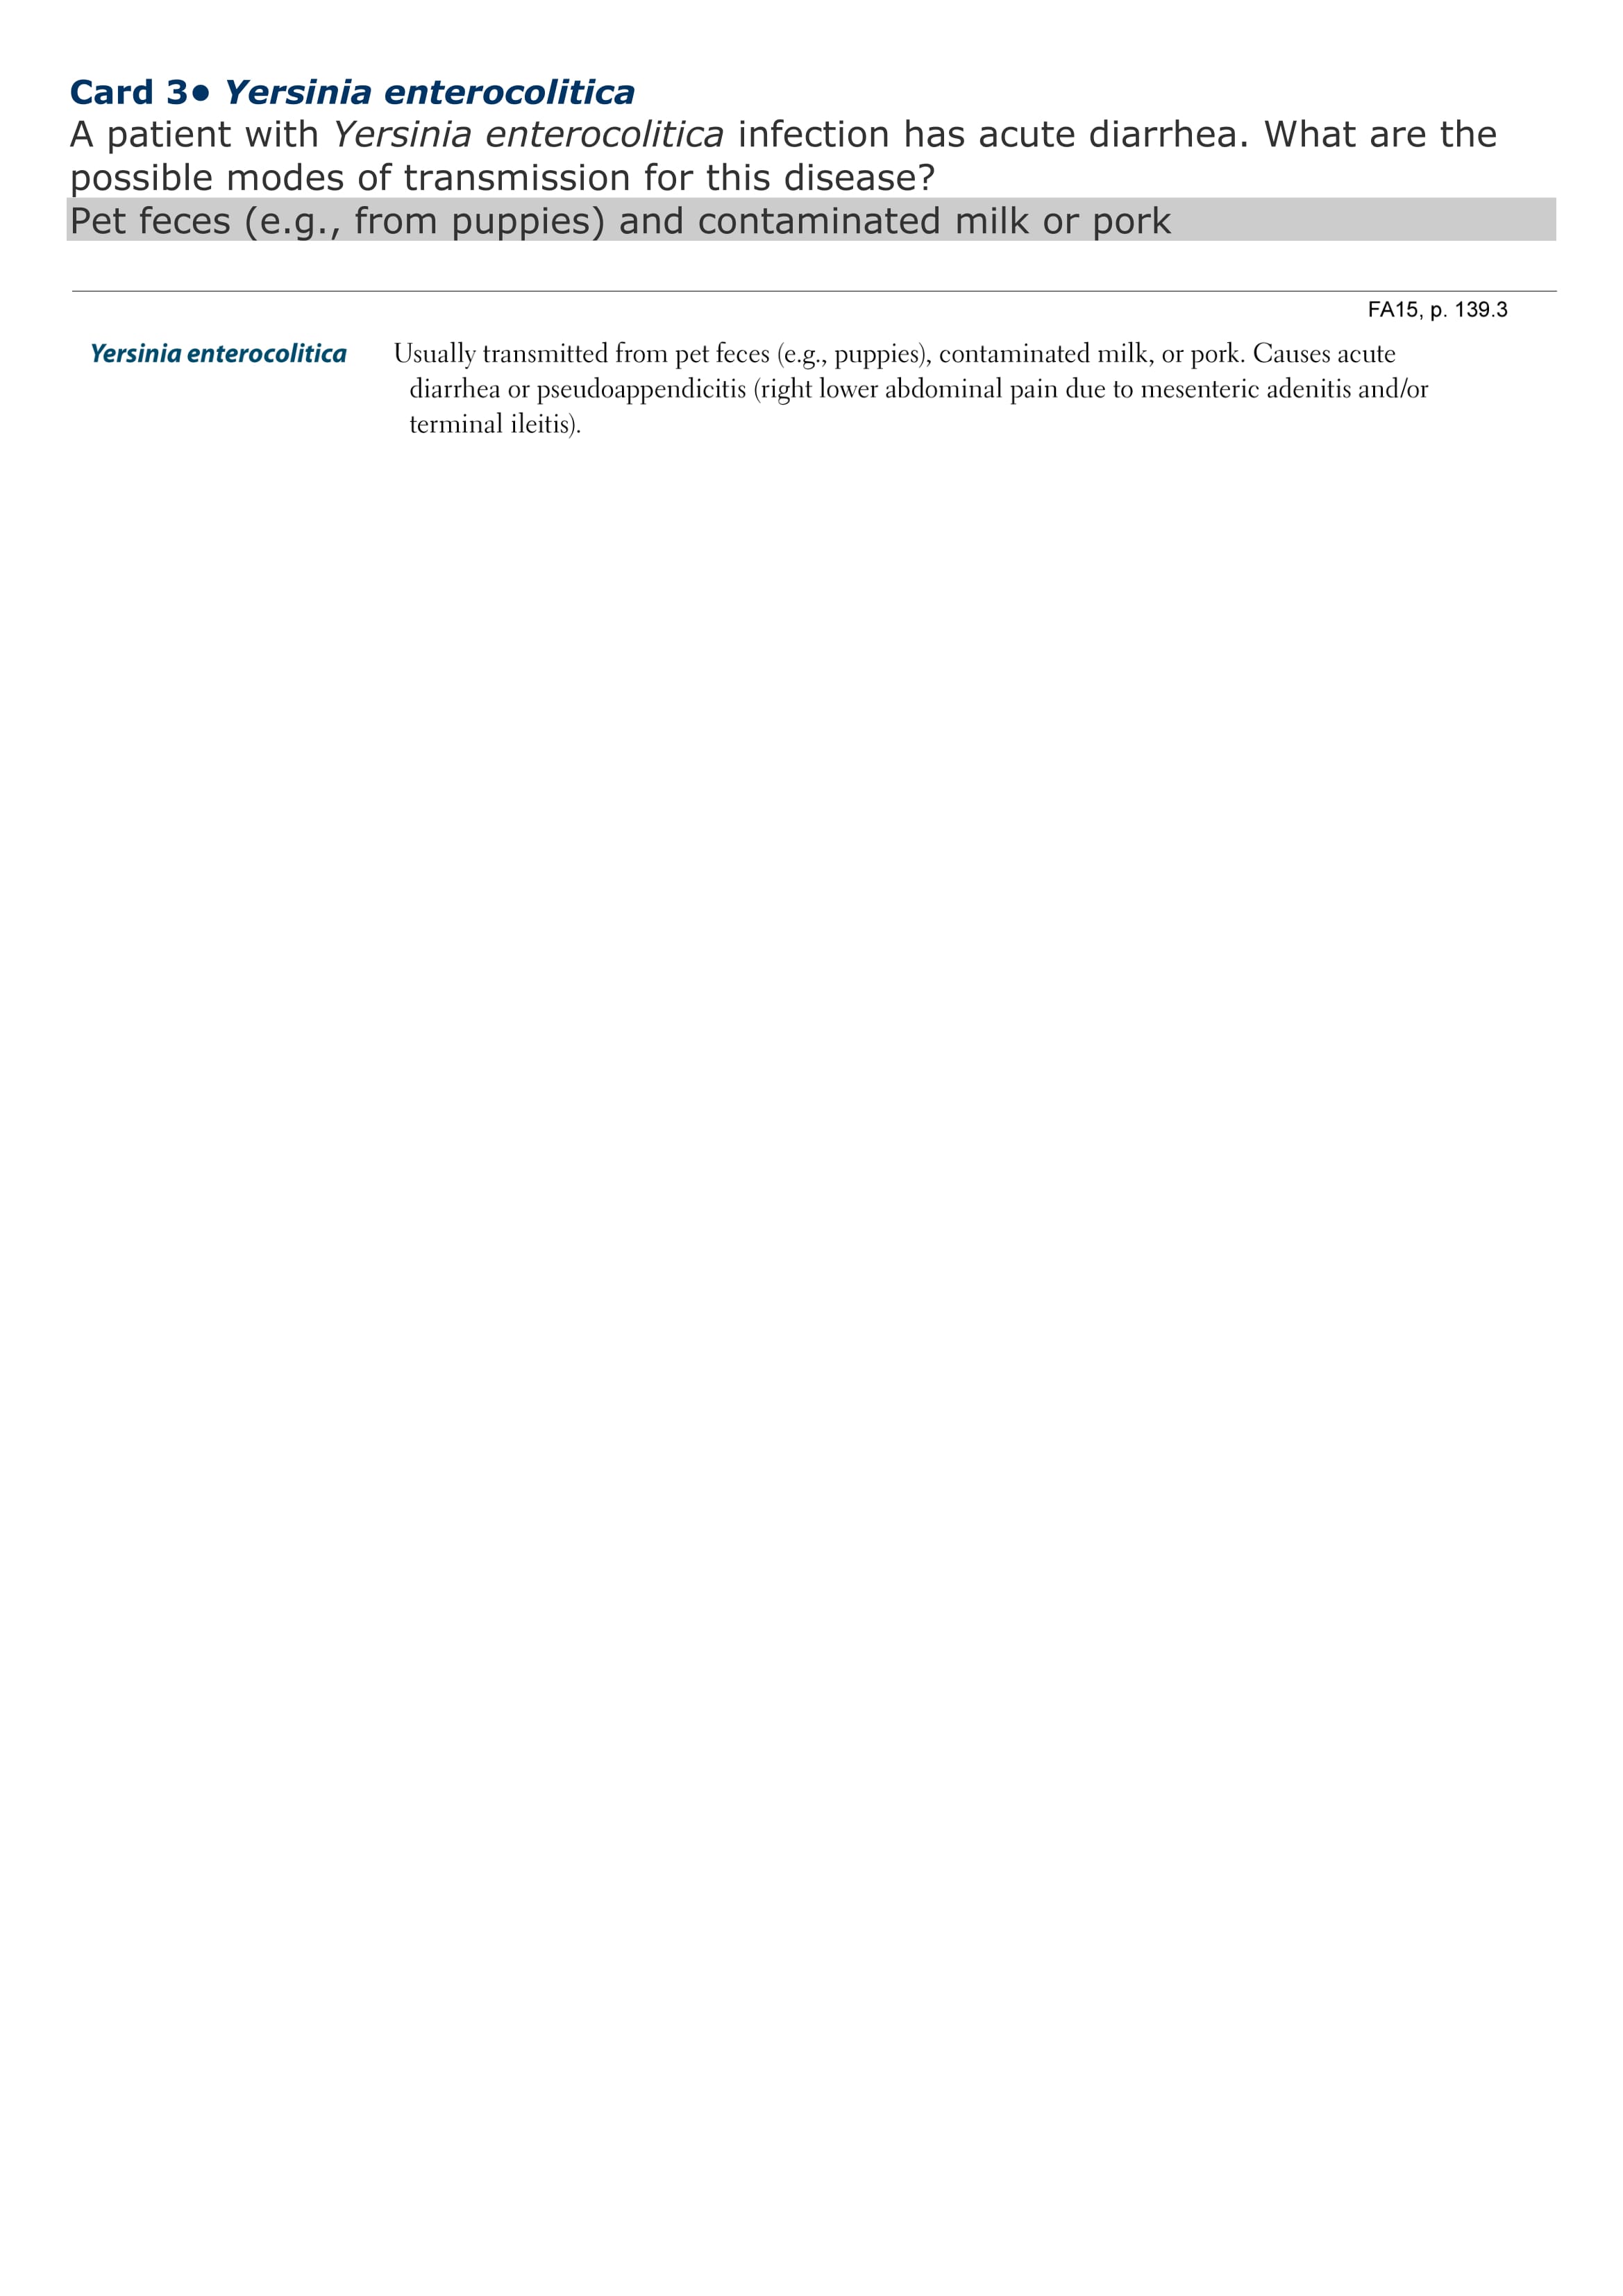 Card 3• Yersinia enterocolitica
A patient with Yersinia enterocolitica infection has acute diarrhea. What are the
possible modes of transmission for this disease?
Pet feces (e.g., from puppies) and contaminated milk or pork
FA15, p. 139.3
Yersinia enterocolitica Usually transmitted from pet feces (e.g., puppies), contaminated milk, or pork. Causes acute
diarrhea or pseudoappendicitis (right lower abdominal pain due to mesenteric adenitis and/or
terminal ileitis).